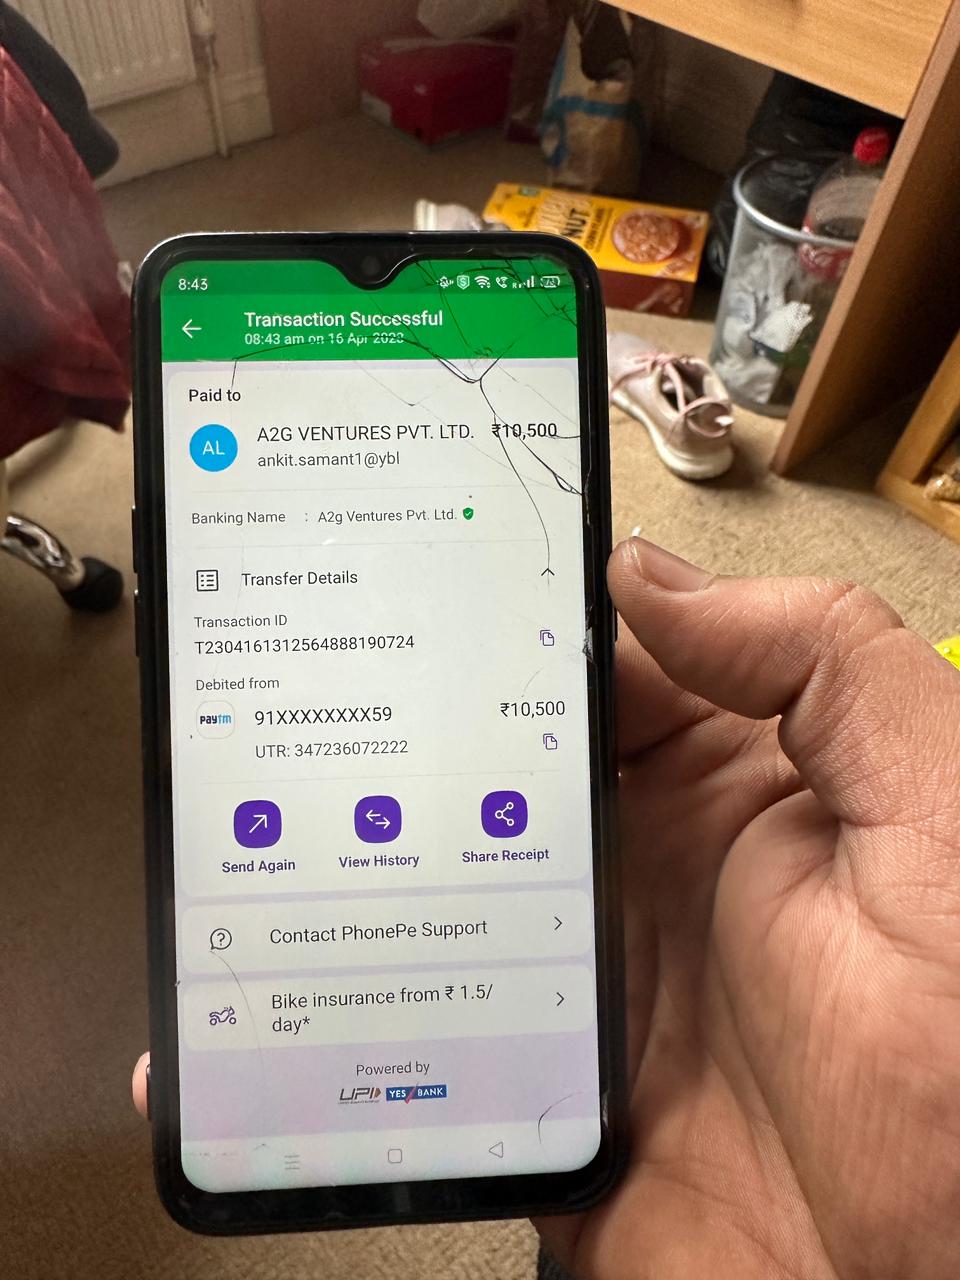 8:43
Transaction Successful
08:43 am on 16 Apr 2023
Paid to
AL
A2G VENTURES PVT. LTD. ₹10,500
ankit.samant1@ybl
Banking Name : A2g Ventures Pvt. Ltd.
Transfer Details
Transaction ID
T2304161312564888190724
Debited from
paytm 91XXXXXXXX59 ₹10,500
UTR: 347236072222
Send Again
View History
Share Receipt
Contact PhonePe Support
Bike insurance from ₹ 1.5/
day*
Powered by
UPI YES BANK
NUT